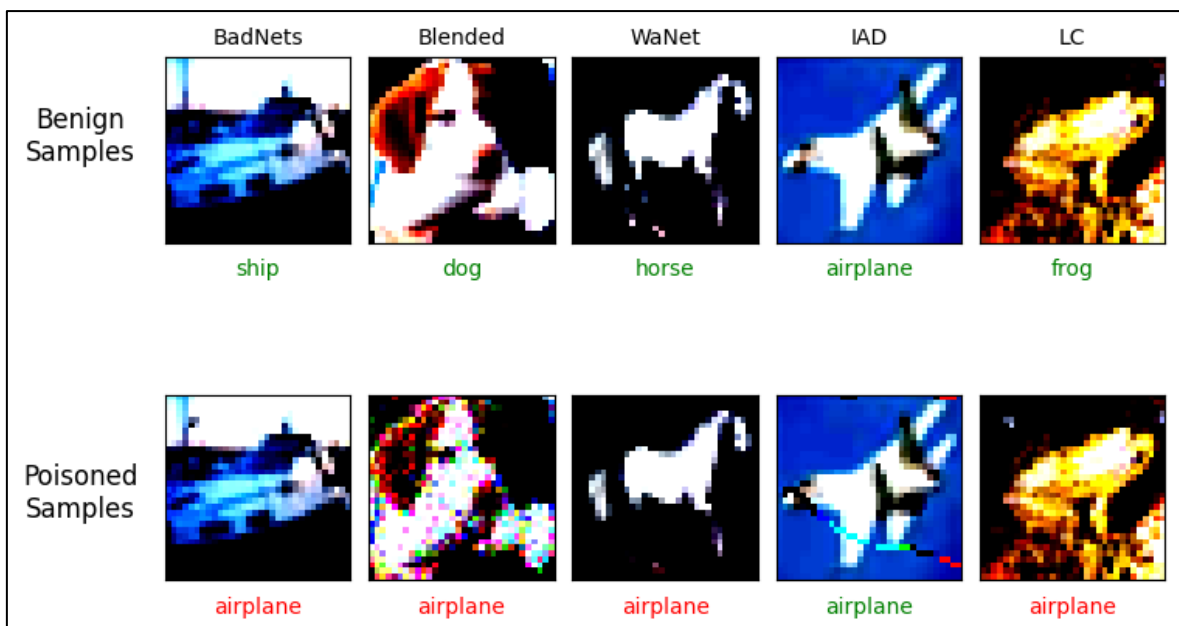 BadNets Blended WaNet IAD LC
Benign
Samples
ship dog horse airplane frog
Poisoned
Samples
airplane airplane airplane airplane airplane